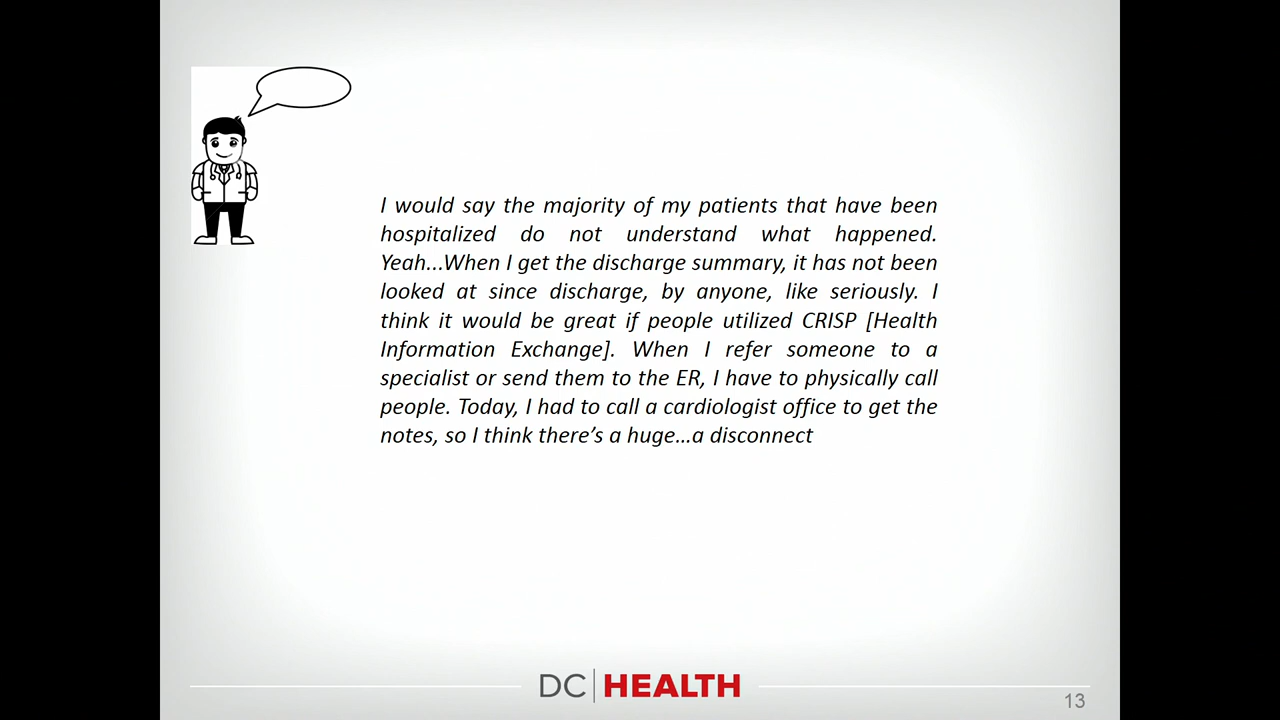 I would say the majority of my patients that have been
hospitalized do not understand what happened.
Yeah...When I get the discharge summary, it has not been
looked at since discharge, by anyone, like seriously. I
think it would be great if people utilized CRISP [Health
Information Exchange]. When I refer someone to a
specialist or send them to the ER, I have to physically call
people. Today, I had to call a cardiologist office to get the
notes, so I think there’s a huge…a disconnect
DC|HEALTH
13